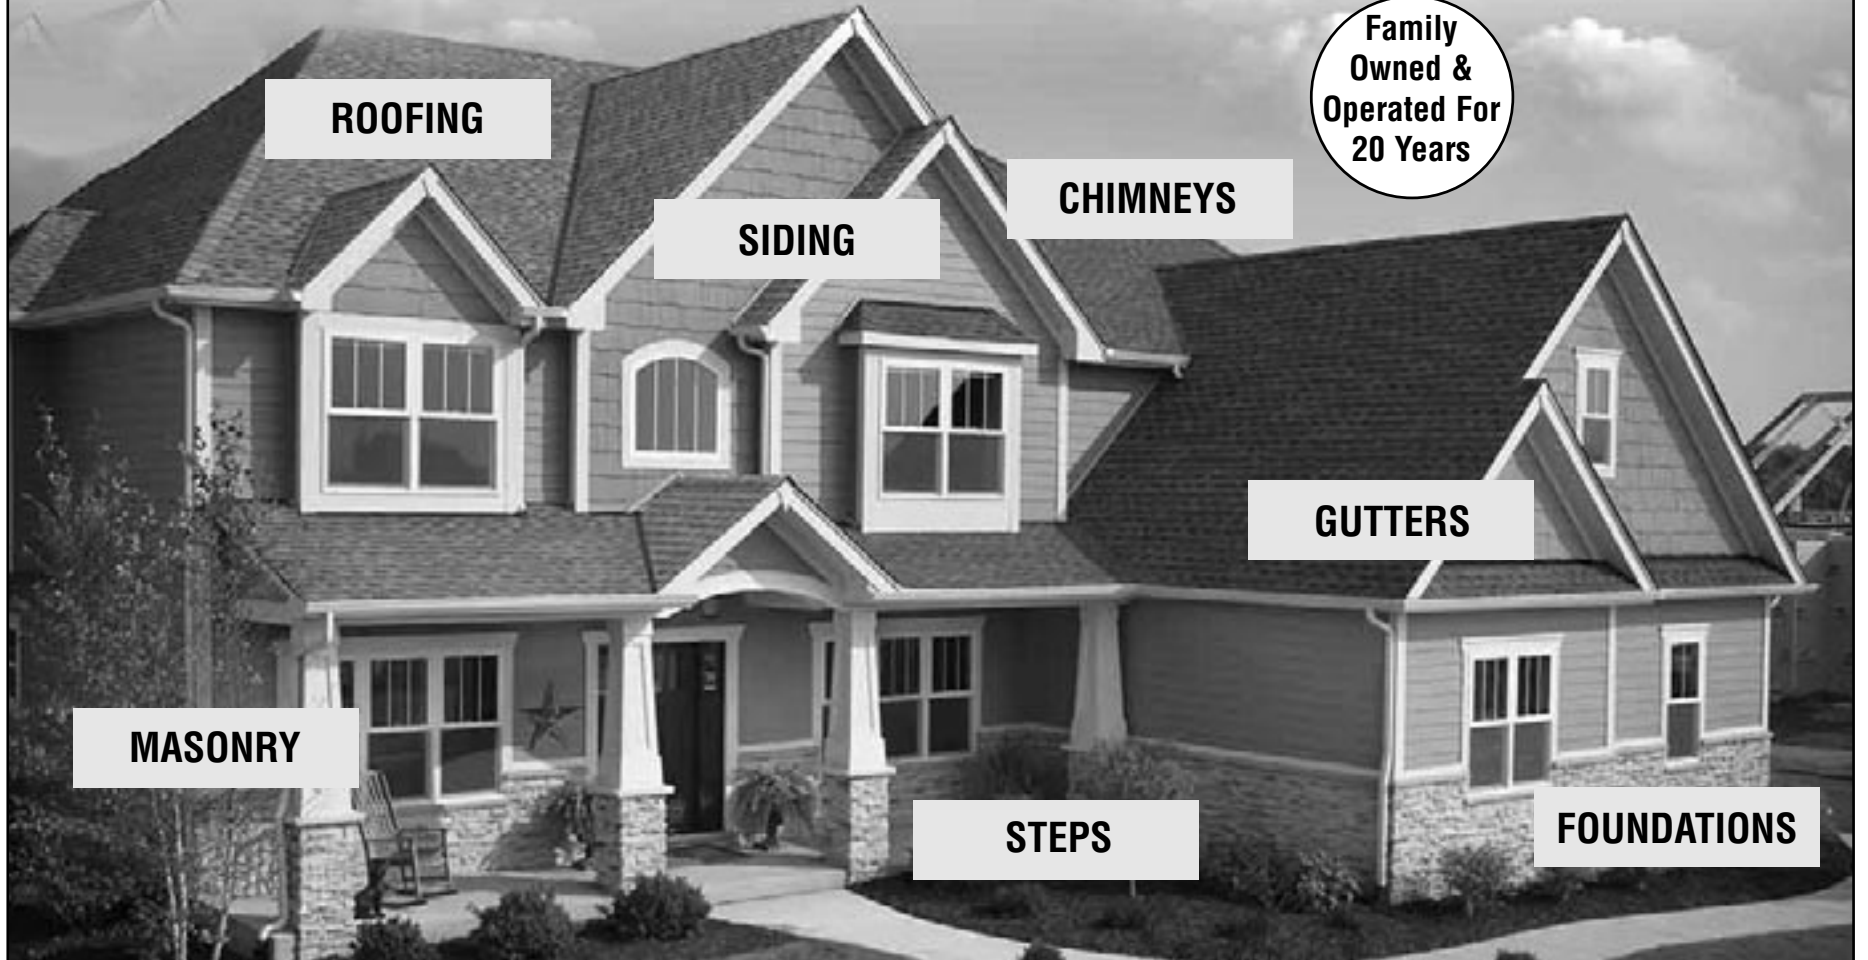 Family
Owned &
Operated For
20 Years
ROOFING
CHIMNEYS
SIDING
GUTTERS
MASONRY
STEPS
FOUNDATIONS